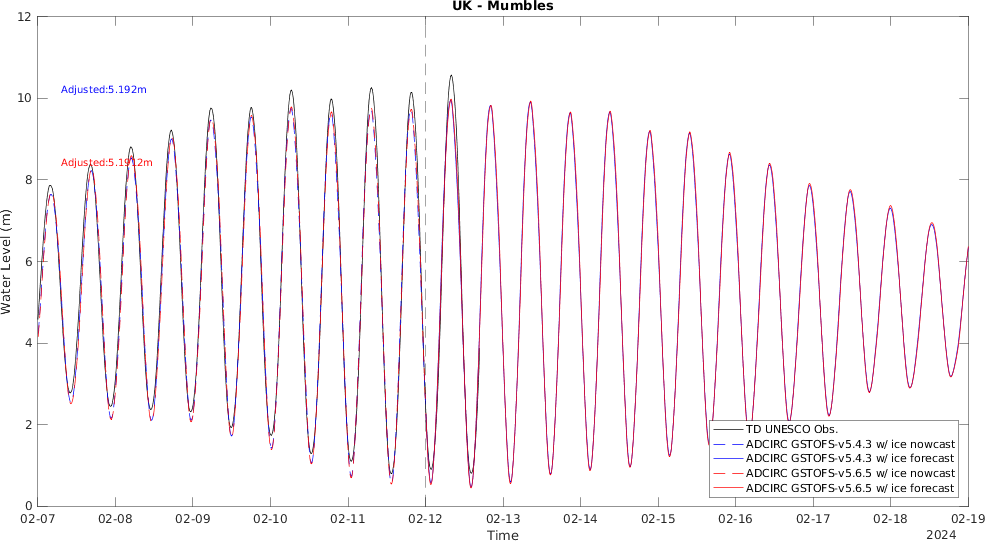 UK - Mumbles
12
10
8
6
4
2
0
Water Level (m)
Adjusted:5.192m
Adjusted:5.1912m
TD UNESCO Obs.
ADCIRC GSTOFS-v5.4.3 w/ ice nowcast
ADCIRC GSTOFS-v5.4.3 w/ ice forecast
ADCIRC GSTOFS-v5.6.5 w/ ice nowcast
ADCIRC GSTOFS-v5.6.5 w/ ice forecast
02-07 02-08 02-09 02-10 02-11 02-12 02-13 02-14 02-15 02-16 02-17 02-18 02-19
Time
2024